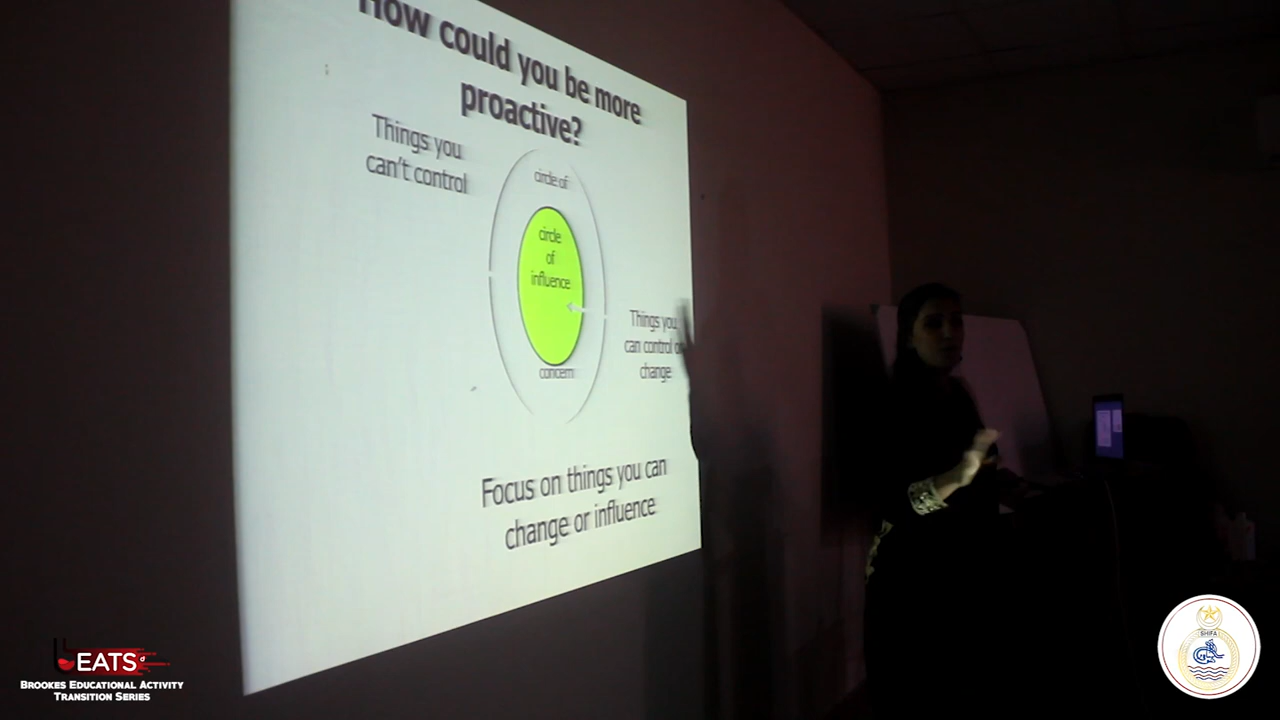 How could you be more
proactive?
Things you
can't control
circle of
circle
of
influence
Things you
can control or
change
concern
Focus on things you can
change or influence
bEATS
BROOKES EDUCATIONAL ACTIVITY
TRANSITION SERIES
SHIFA